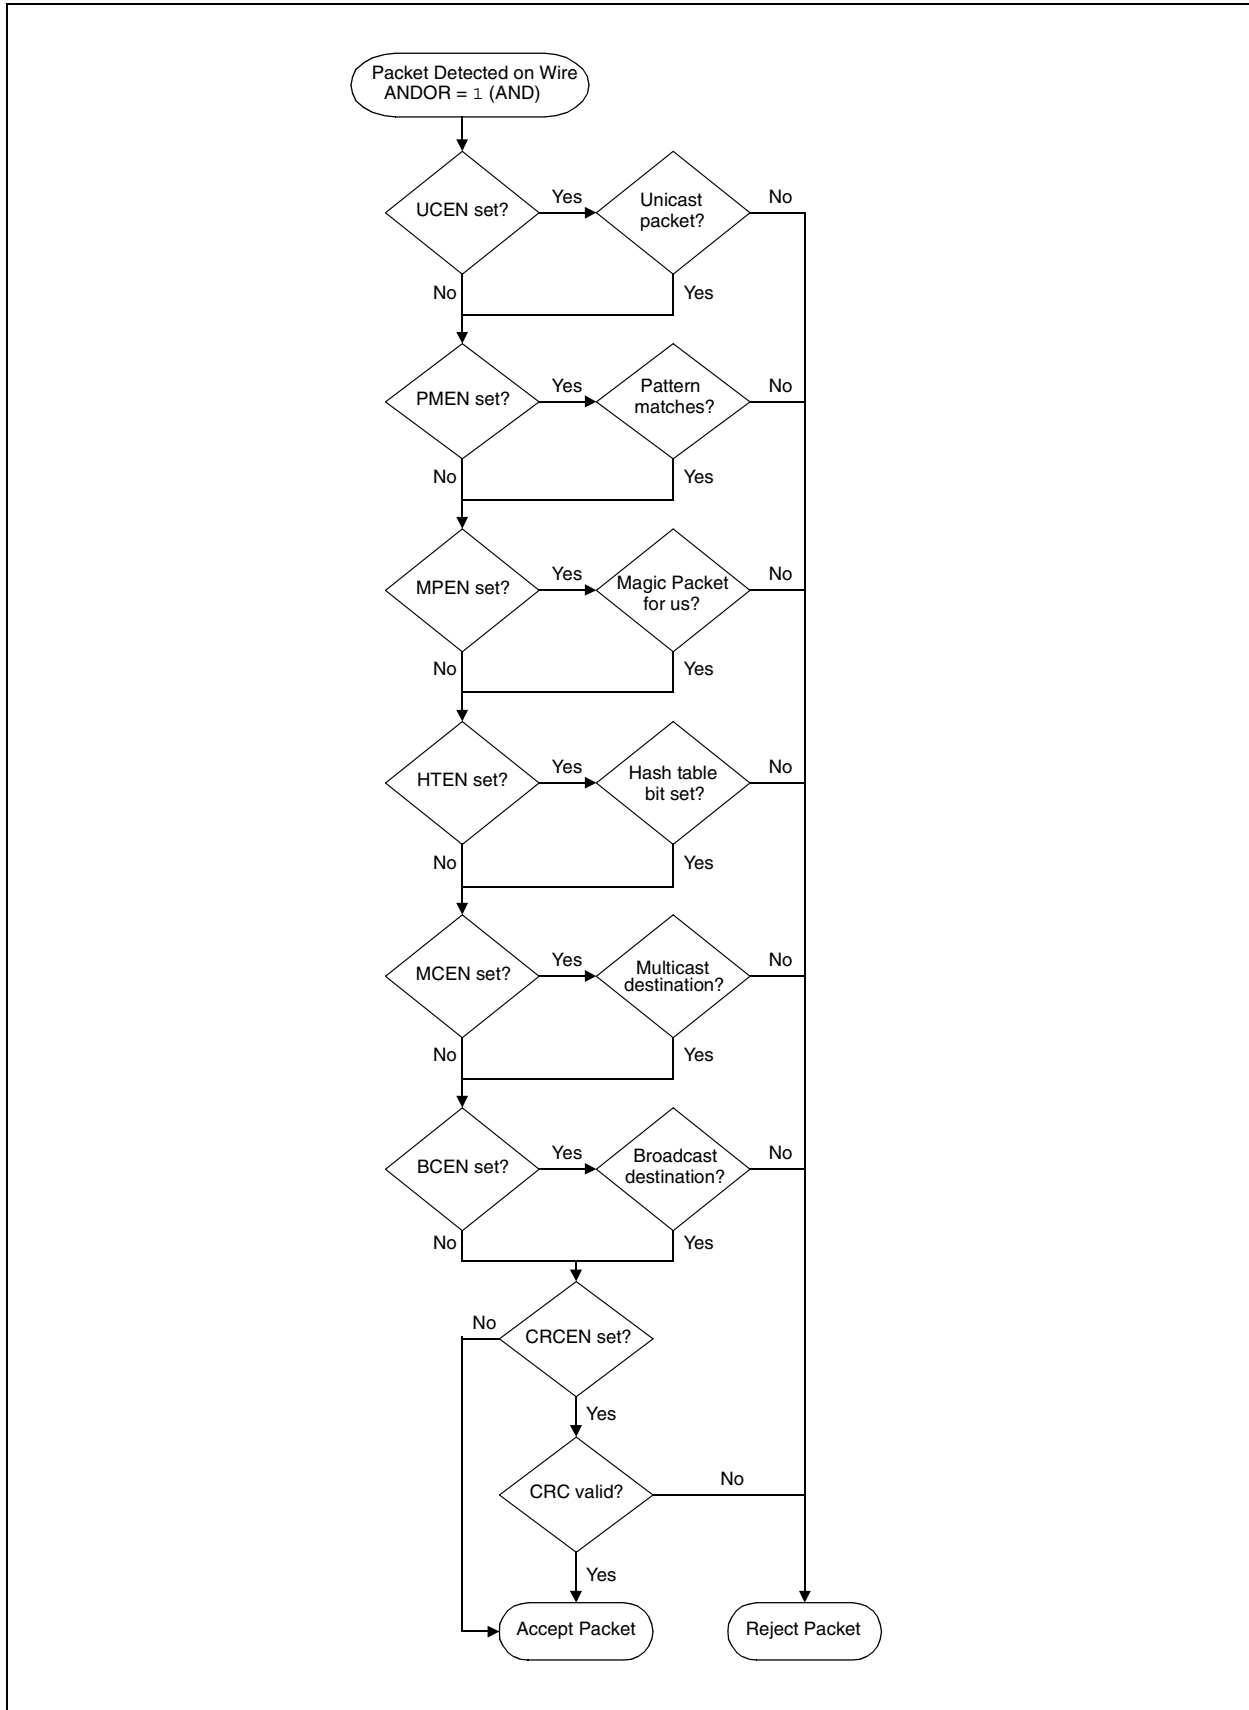 Packet Detected on Wire
ANDOR = 1 (AND)
UCEN set?
Yes
Unicast
packet?
No
No
Yes
PMEN set?
Yes
Pattern
matches?
No
No
Yes
MPEN set?
Yes
Magic Packet
for us?
No
No
Yes
HTEN set?
Yes
Hash table
bit set?
No
No
Yes
MCEN set?
Yes
Multicast
destination?
No
No
Yes
BCEN set?
Yes
Broadcast
destination?
No
No
Yes
No
CRCEN set?
Yes
CRC valid?
No
Yes
Accept Packet
Reject Packet